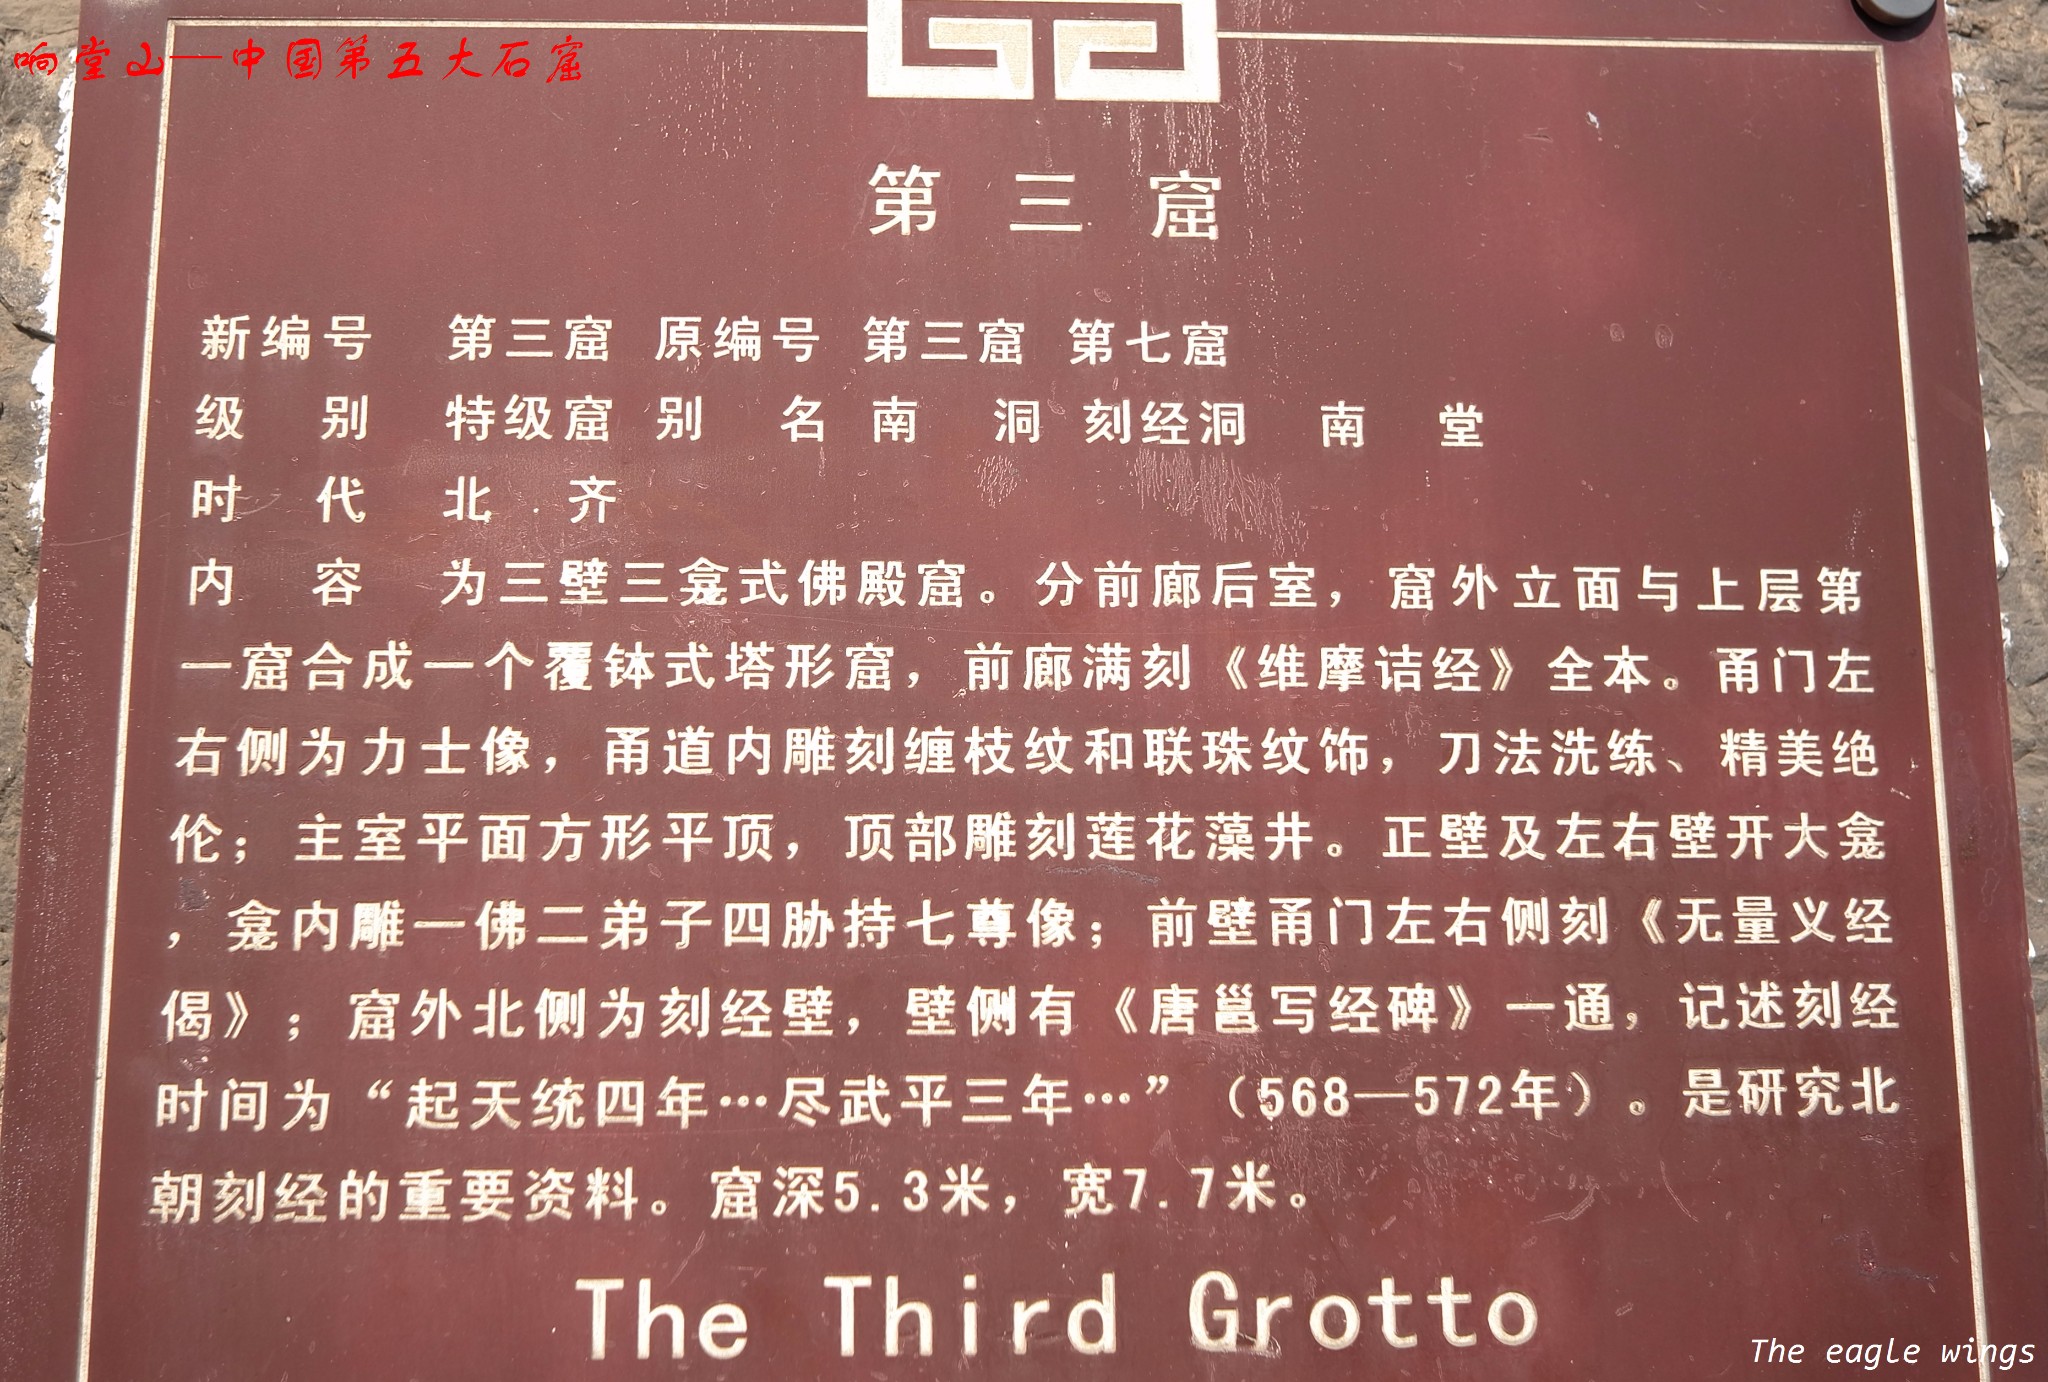 响堂山—中国第五大石窟
第三窟
新编号 第三窟 原编号 第三窟 第七窟
级别 特级窟 别名 南洞 刻经洞 南堂
时代 北齐
内容 为三壁三龛式佛殿窟。分前廊后室，窟外立面与上层第
一窟合成一个覆钵式塔形窟，前廊满刻《维摩诘经》全本。甬门左
右侧为力士像，甬道内雕刻缠枝纹和联珠纹饰，刀法洗练、精美绝
伦；主室平面方形平顶，顶部雕刻莲花藻井。正壁及左右壁开大龛
，龛内雕一佛二弟子四胁持七尊像；前壁甬门左右侧刻《无量义经
偈》；窟外北侧为刻经壁，壁侧有《唐邕写经碑》一通，记述刻经
时间为“起天统四年…尽武平三年…”（568—572年）。是研究北
朝刻经的重要资料。窟深5.3米，宽7.7米。
The Third Grotto
The eagle wings